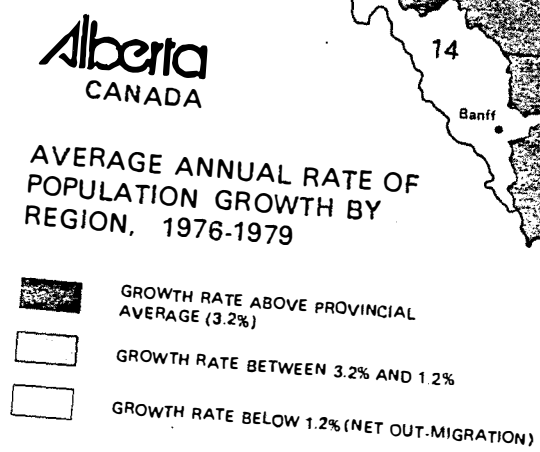 Alberta
CANADA
14
Banff
AVERAGE ANNUAL RATE OF
POPULATION GROWTH BY
REGION, 1976-1979
GROWTH RATE ABOVE PROVINCIAL
AVERAGE (3.2%)
GROWTH RATE BETWEEN 3.2% AND 1.2%
GROWTH RATE BELOW 1.2% (NET OUT-MIGRATION)